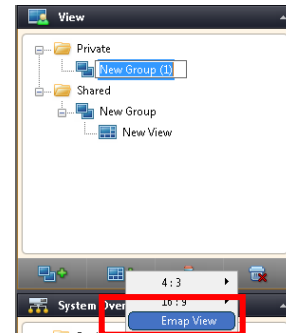 View
Private
New Group (1)
Shared
New Group
New View
4:3
16:9
System Over
Emap View